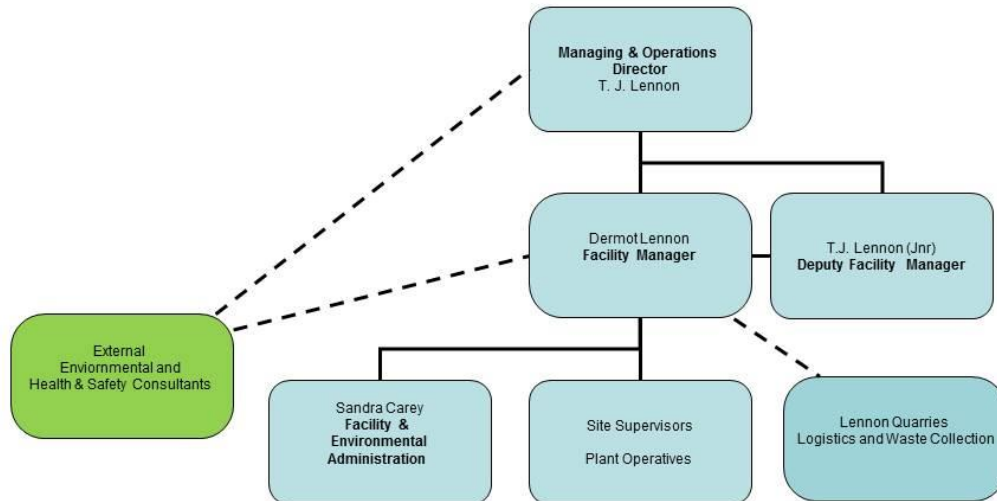 Managing & Operations
Director
T. J. Lennon
Dermot Lennon
Facility Manager
T.J. Lennon (Jnr)
Deputy Facility Manager
External
Enviornmental and
Health & Safety Consultants
Sandra Carey
Facility &
Environmental
Administration
Site Supervisors
Plant Operatives
Lennon Quarries
Logistics and Waste Collection